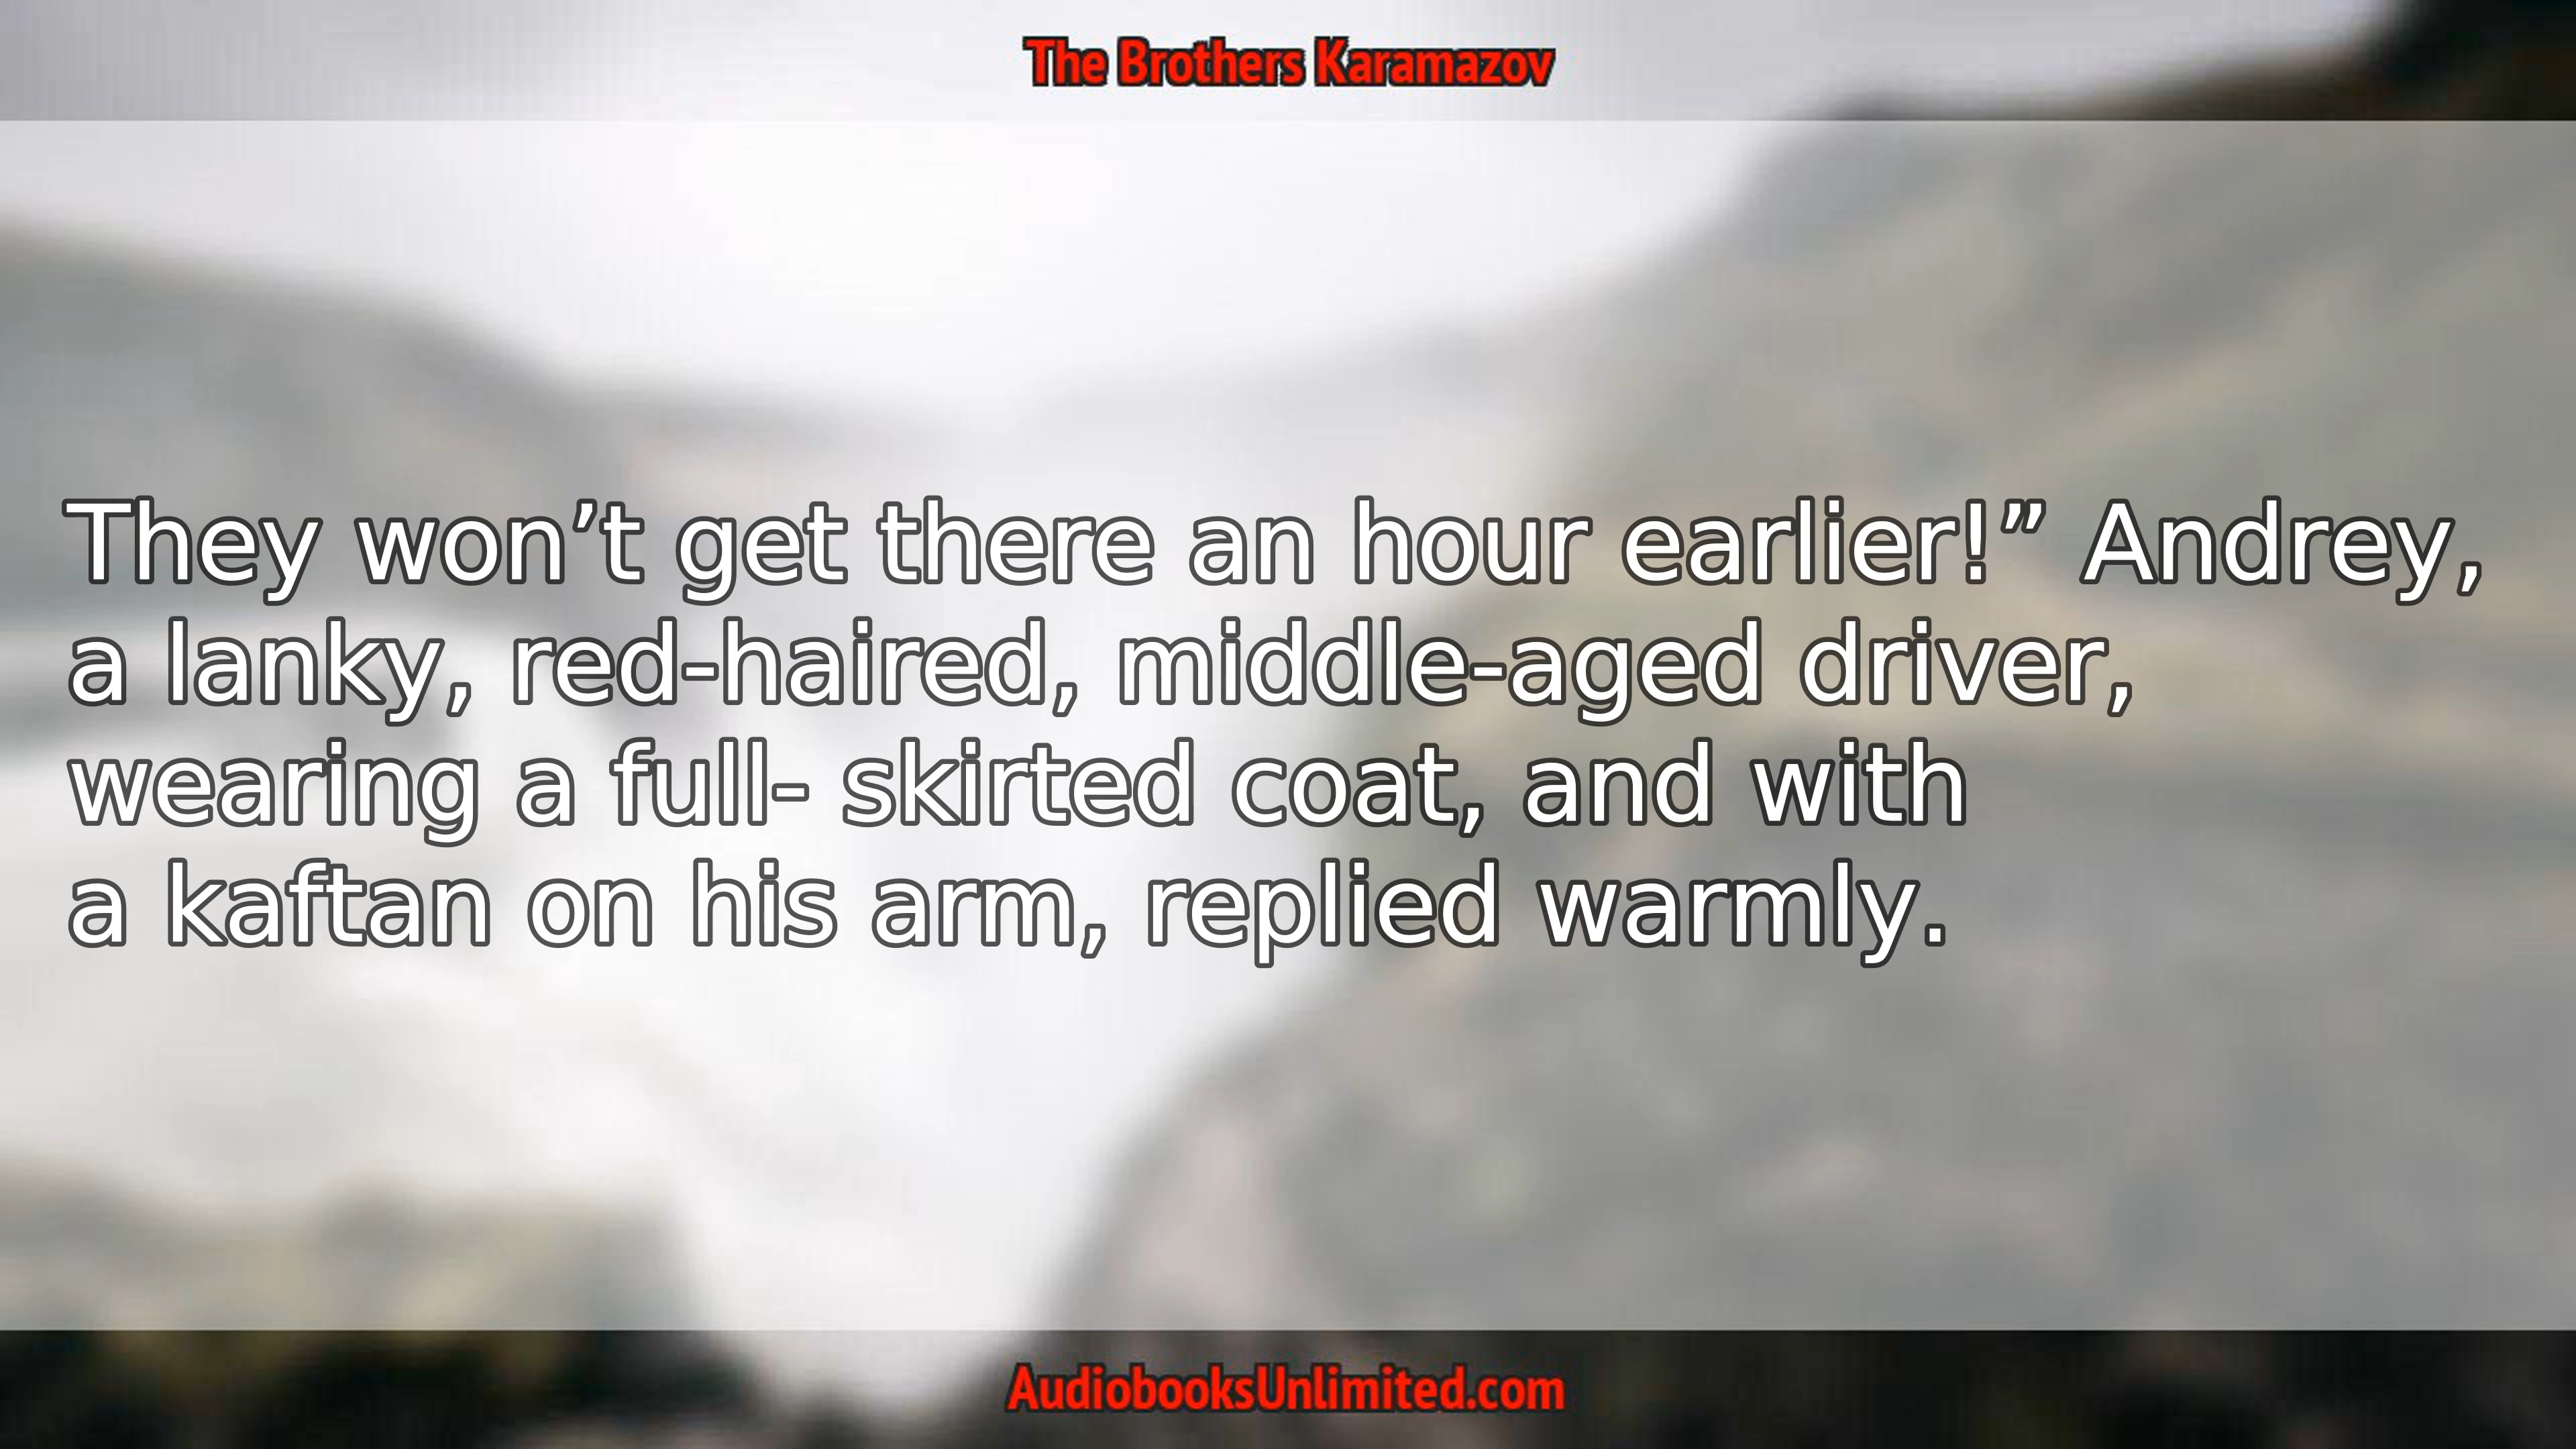 The Brothers Karamazov
They won’t get there an hour earlier!” Andrey,
a lanky, red-haired, middle-aged driver,
wearing a full- skirted coat, and with
a kaftan on his arm, replied warmly.
AudiobooksUnlimited.com